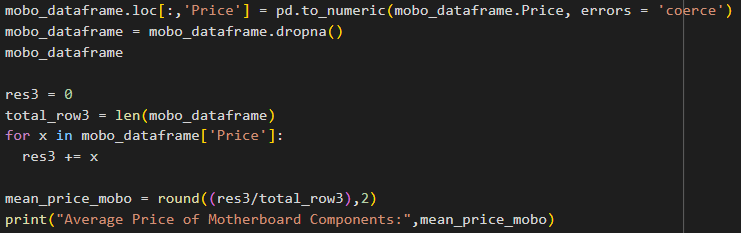 mobo_dataframe.loc[:,'Price'] = pd.to_numeric(mobo_dataframe.Price, errors = 'coerce')
mobo_dataframe = mobo_dataframe.dropna()
mobo_dataframe

res3 = 0
total_row3 = len(mobo_dataframe)
for x in mobo_dataframe['Price']:
  res3 += x

mean_price_mobo = round((res3/total_row3),2)
print("Average Price of Motherboard Components:",mean_price_mobo)